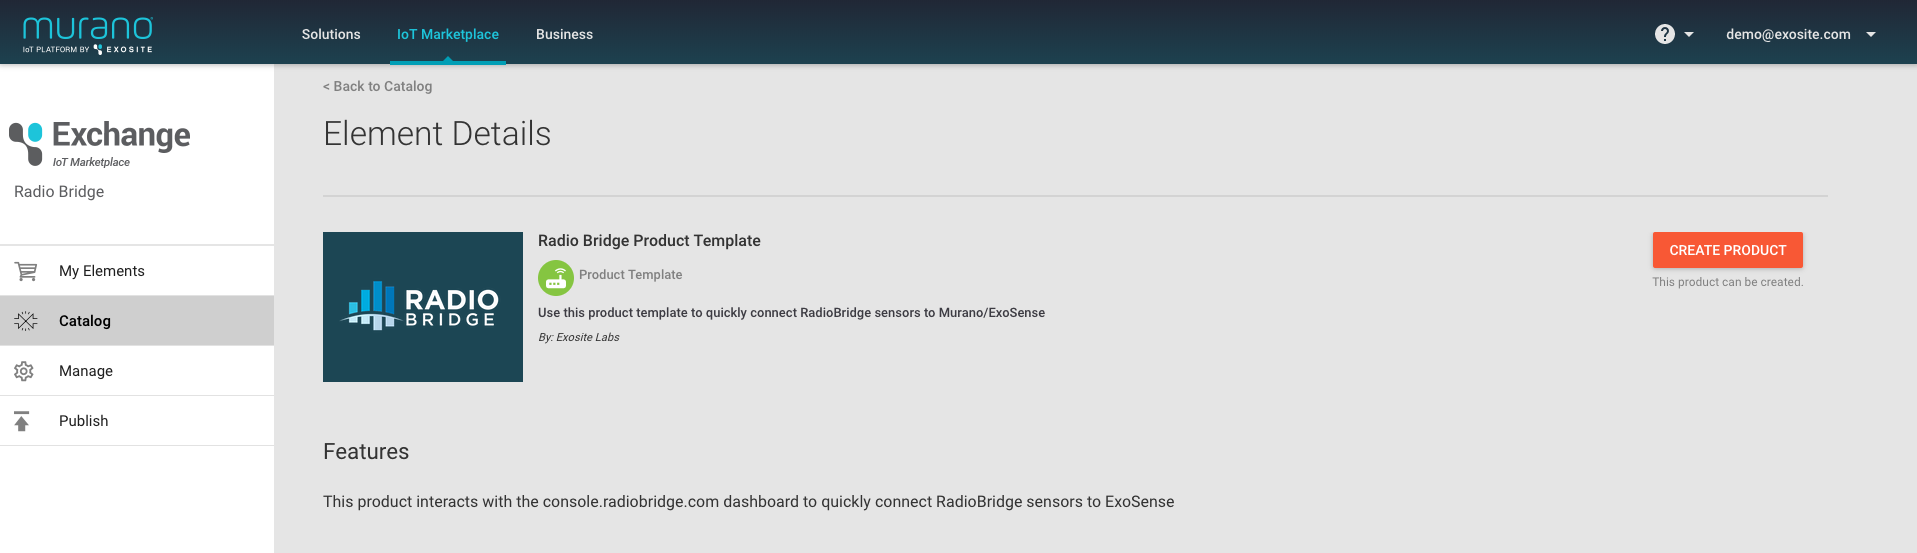 murano
IoT PLATFORM BY EXOSITE
Solutions
IoT Marketplace
Business
?
demo@exosite.com
Exchange
IoT Marketplace
Radio Bridge
My Elements
Catalog
Manage
Publish
< Back to Catalog
Element Details
RADIO
BRIDGE
Radio Bridge Product Template
Product Template
Use this product template to quickly connect RadioBridge sensors to Murano/ExoSense
By: Exosite Labs
CREATE PRODUCT
This product can be created.
Features
This product interacts with the console.radiobridge.com dashboard to quickly connect RadioBridge sensors to ExoSense